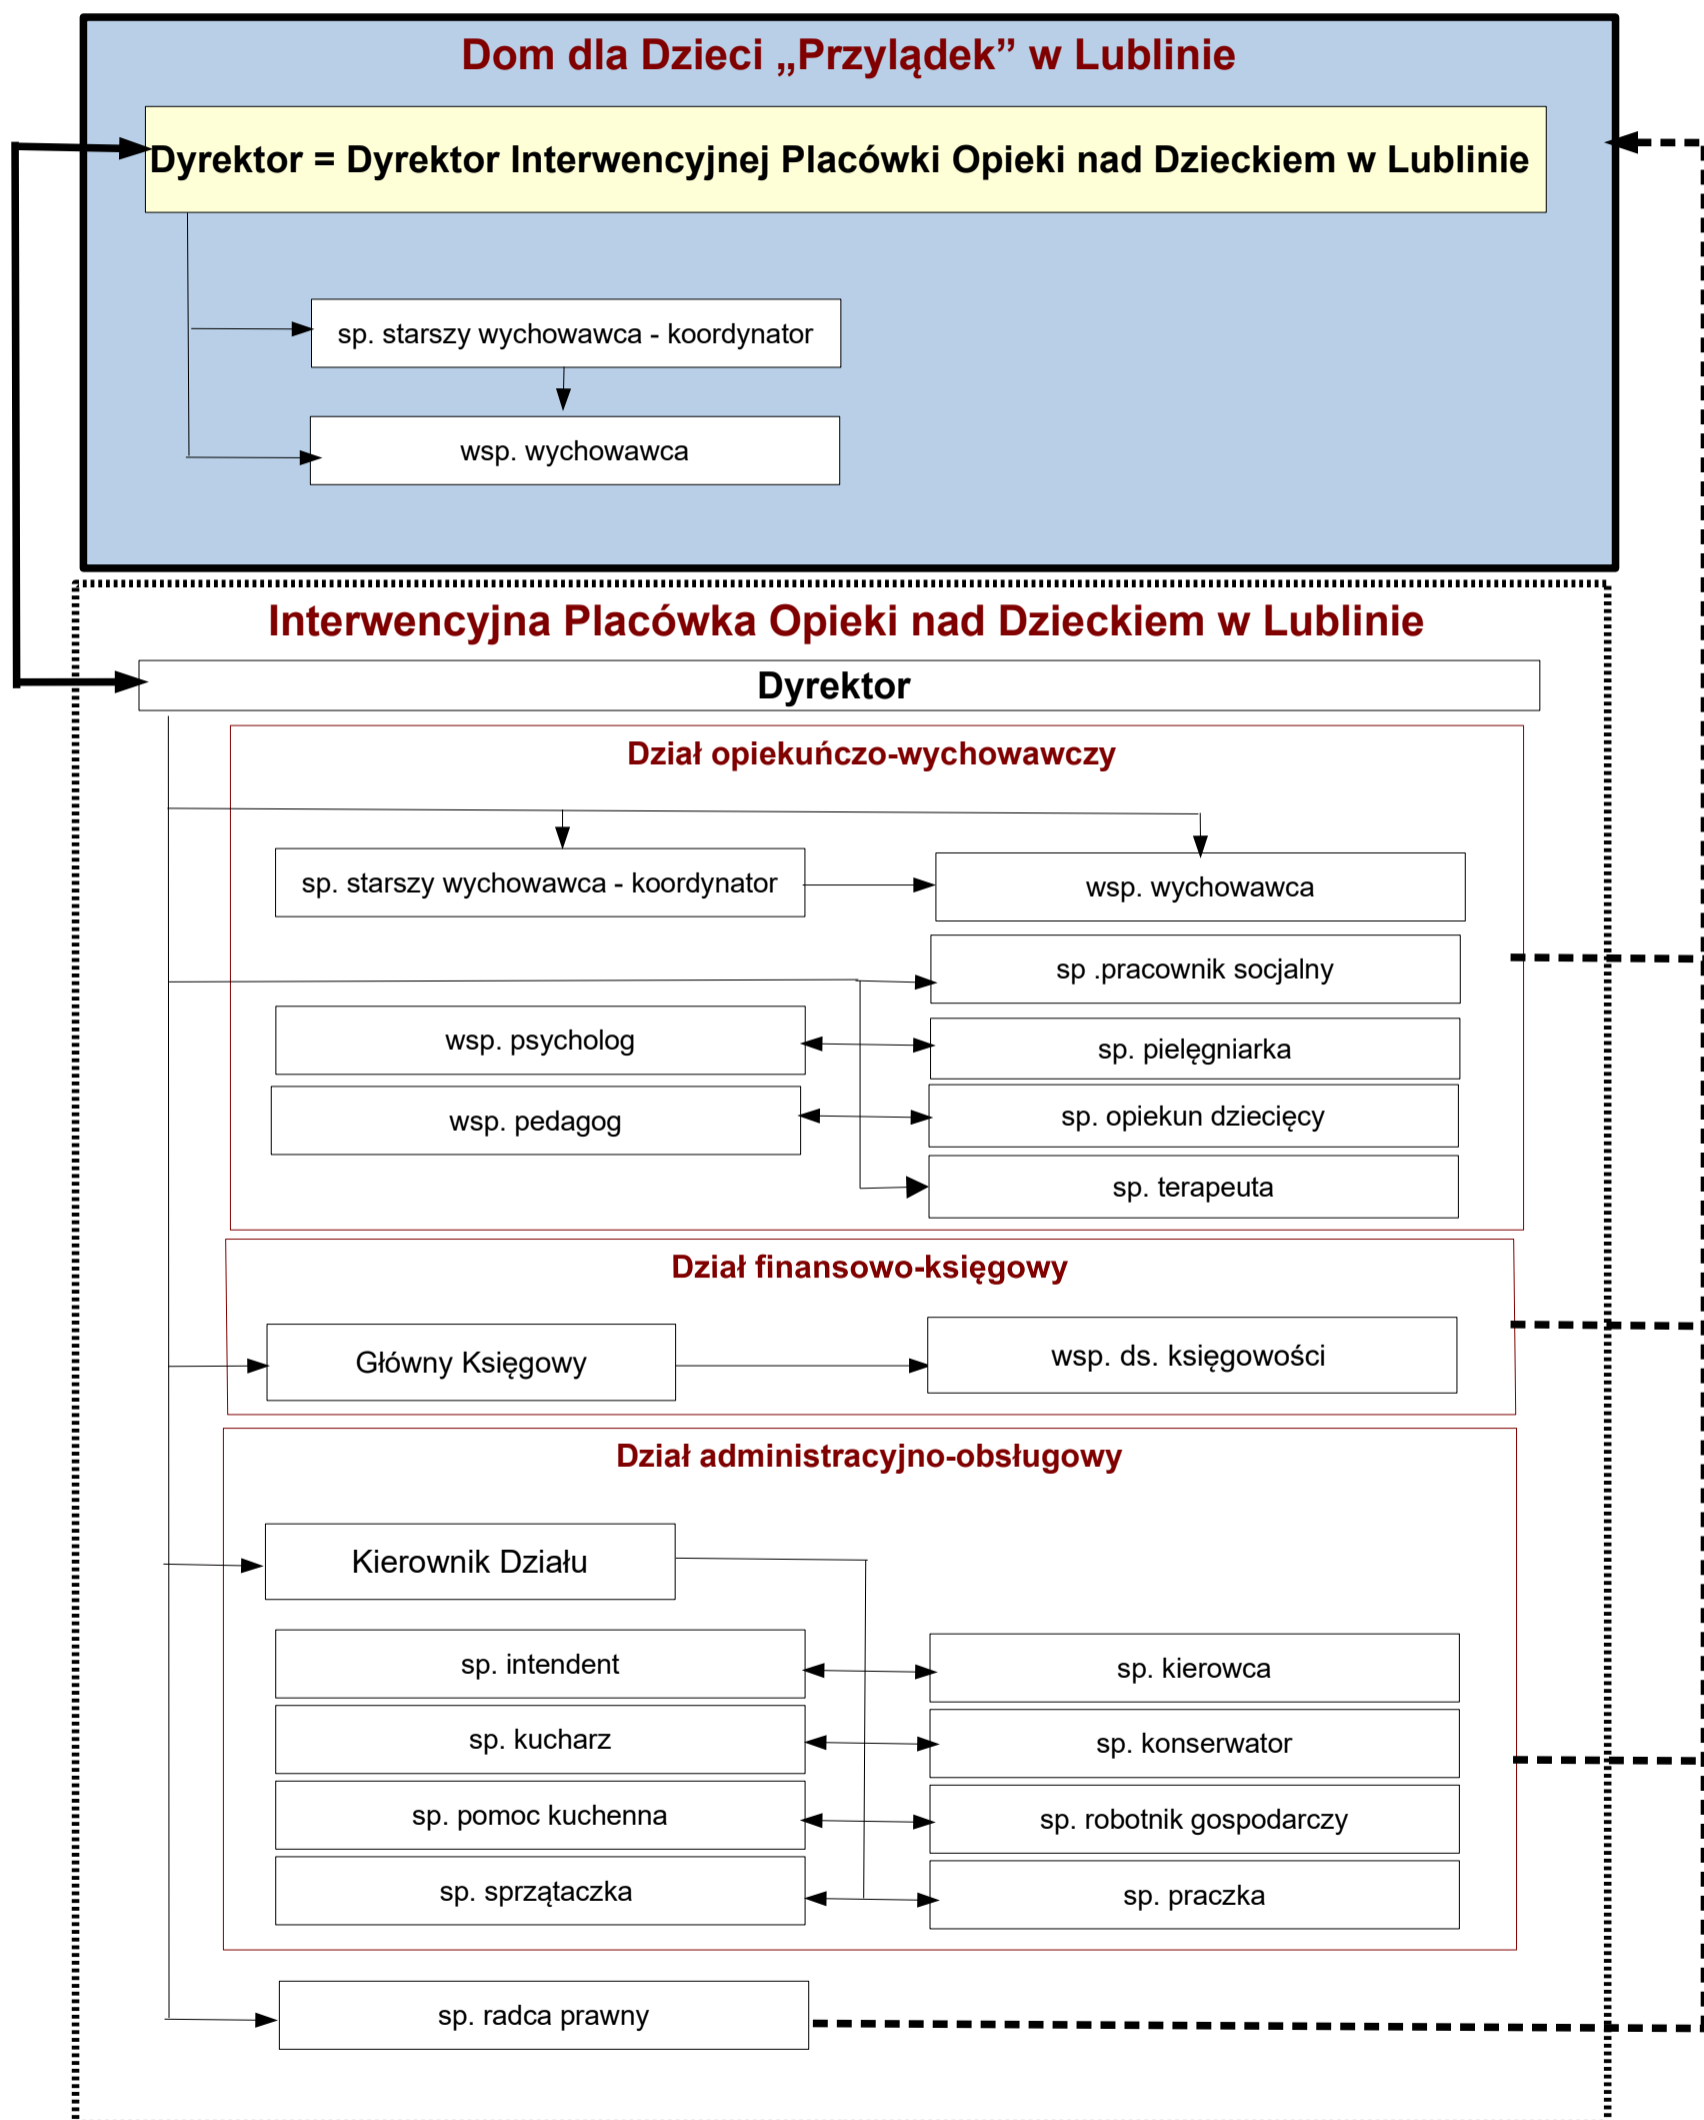 Dom dla Dzieci „Przylądek” w Lublinie
Dyrektor = Dyrektor Interwencyjnej Placówki Opieki nad Dzieckiem w Lublinie
sp. starszy wychowawca - koordynator
wsp. wychowawca
Interwencyjna Placówka Opieki nad Dzieckiem w Lublinie
Dyrektor
Dział opiekuńczo-wychowawczy
sp. starszy wychowawca - koordynator
wsp. wychowawca
sp .pracownik socjalny
wsp. psycholog
sp. pielęgniarka
wsp. pedagog
sp. opiekun dziecięcy
sp. terapeuta
Dział finansowo-księgowy
Główny Księgowy
wsp. ds. księgowości
Dział administracyjno-obsługowy
Kierownik Działu
sp. intendent
sp. kierowca
sp. kucharz
sp. konserwator
sp. pomoc kuchenna
sp. robotnik gospodarczy
sp. sprzątaczka
sp. praczka
sp. radca prawny